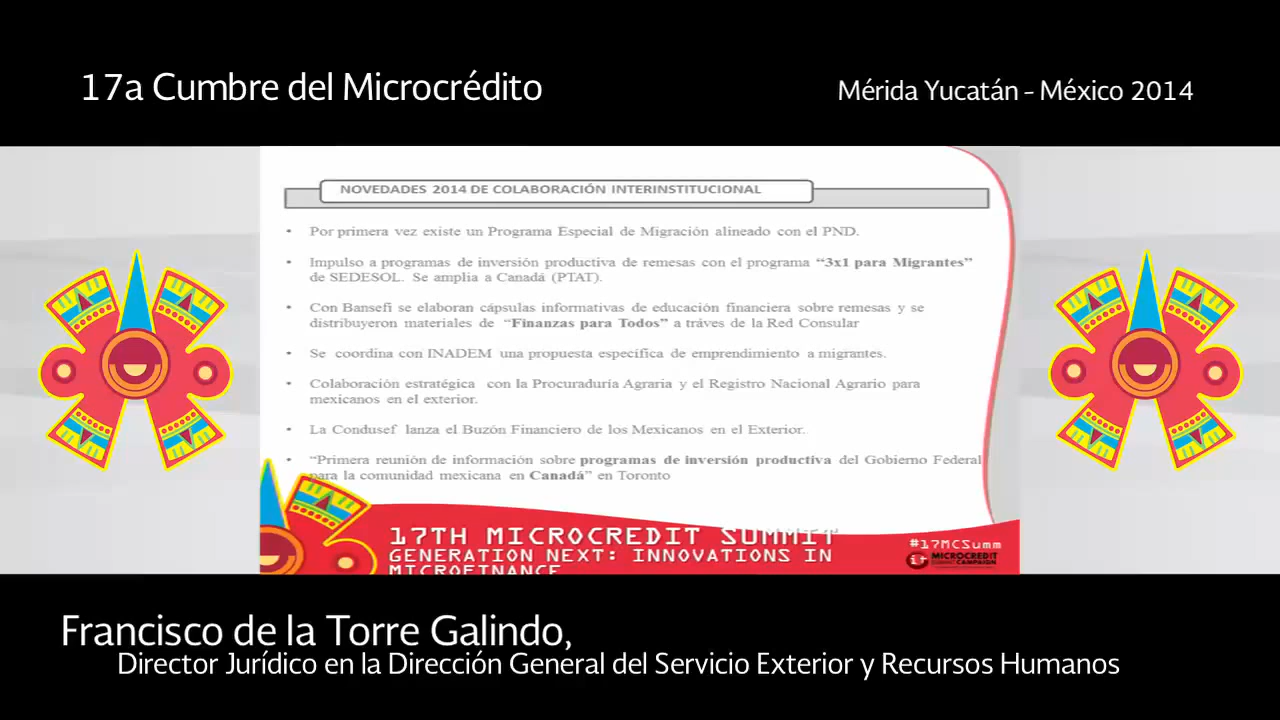 17a Cumbre del Microcrédito
Mérida Yucatán - México 2014
NOVEDADES 2014 DE COLABORACIÓN INTERINSTITUCIONAL
• Por primera vez existe un Programa Especial de Migración alineado con el PND.
• Impulso a programas de inversión productiva de remesas con el programa “3x1 para Migrantes”
de SEDESOL. Se amplia a Canadá (PTAT).
• Con Bansefi se elaboran cápsulas informativas de educación financiera sobre remesas y se
distribuyeron materiales de “Finanzas para Todos” a tráves de la Red Consular
• Se coordina con INADEM una propuesta especifica de emprendimiento a migrantes.
• Colaboración estratégica con la Procuraduría Agraria y el Registro Nacional Agrario para
mexicanos en el exterior.
• La Condusef lanza el Buzón Financiero de los Mexicanos en el Exterior.
• “Primera reunión de información sobre programas de inversión productiva del Gobierno Federal
para la comunidad mexicana en Canadá” en Toronto
17TH MICROCREDIT SUMMIT
GENERATION NEXT: INNOVATIONS IN
MICROFINANCE
#17MCSumm
it
MICROCREDIT
SUMMIT CAMPAIGN
Francisco de la Torre Galindo,
Director Jurídico en la Dirección General del Servicio Exterior y Recursos Humanos